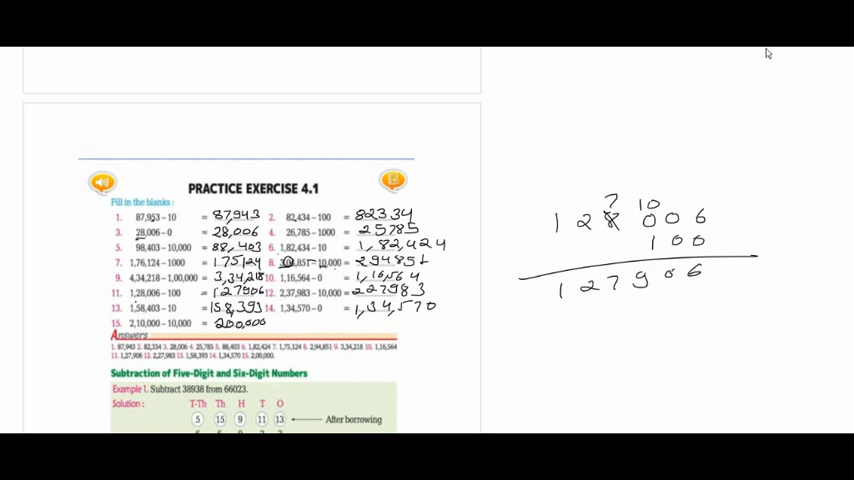 PRACTICE EXERCISE 4.1
Fill in the blanks :
1. 87,953 – 10 = 87,943 2. 82,434 –100 = 82334
3. 28,006 – 0 = 28,006 4. 26,785 – 1000 = 25785
5. 98,403 – 10,000 = 88,403 6. 1,82,434 – 10 = 1,82,424
7. 1,76,124 – 1000 = 175124 8. – 10,000 = 294851
9. 4,34,218 – 1,00,000 = 3,34,218 10. 1,16,564 – 0 = 1,16,564
11. 1,28,006 – 100 = 127906 12. 2,37,983 – 10,000 = 227983
13. 1,58,403 – 10 = 158,393 14. 1,34,570 – 0 = 1,34,570
15. 2,10,000 – 10,000 = 200,000
Answers
1. 87,943 2. 82,334 3. 28,006 4. 25,785 5. 88,403 6. 1,82,424 7. 1,75,124 8. 2,94,851 9. 3,34,218 10. 1,16,564
11. 1,27,906 12. 2,27,983 13. 1,58,393 14. 1,34,570 15. 2,00,000.
Subtraction of Five-Digit and Six-Digit Numbers
Example 1. Subtract 38938 from 66023.
Solution : T-Th Th H T O
5 15 9 11 13 After borrowing
7 10
1 2 8 0 0 6
1 0 0
1 2 7 9 0 6